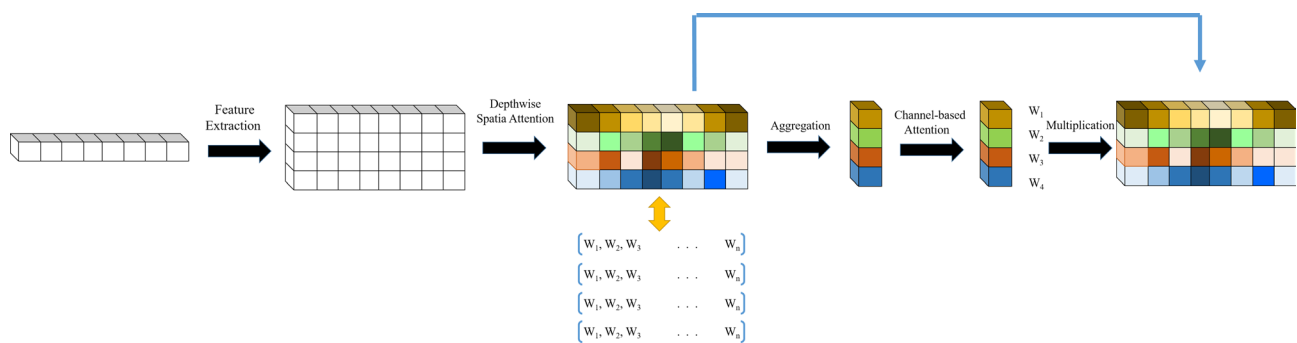 Feature
Extraction
Depthwise
Spatia Attention
Aggregation
Channel-based
Attention
W1
W2
W3
W4
Multiplication
W1, W2, W3 . . . Wn
W1, W2, W3 . . . Wn
W1, W2, W3 . . . Wn
W1, W2, W3 . . . Wn